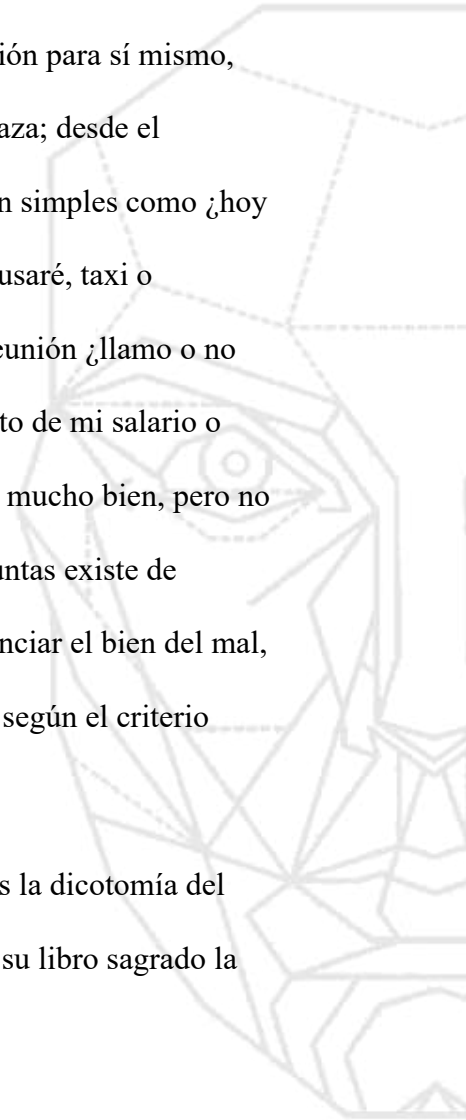 ión para sí mismo,
aza; desde el
n simples como ¿hoy
usaré, taxi o
eunión ¿llamo o no
to de mi salario o
mucho bien, pero no
untas existe de
nciar el bien del mal,
según el criterio
s la dicotomía del
su libro sagrado la